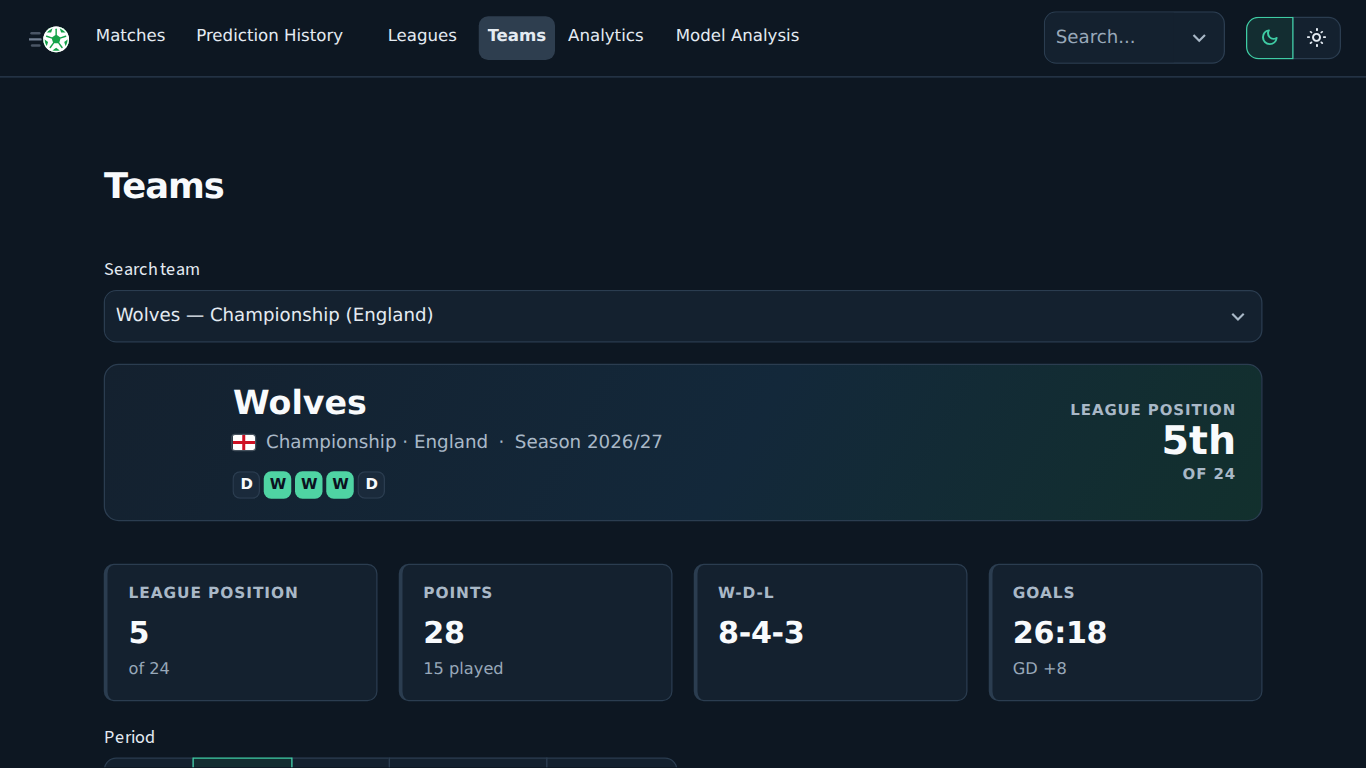 Matches Prediction History Leagues Teams Analytics Model Analysis Search...
Teams
Search team
Wolves — Championship (England)
Wolves
Championship · England · Season 2026/27
D W W W D
LEAGUE POSITION
5th
OF 24
LEAGUE POSITION
5
of 24
POINTS
28
15 played
W-D-L
8-4-3
GOALS
26:18
GD +8
Period